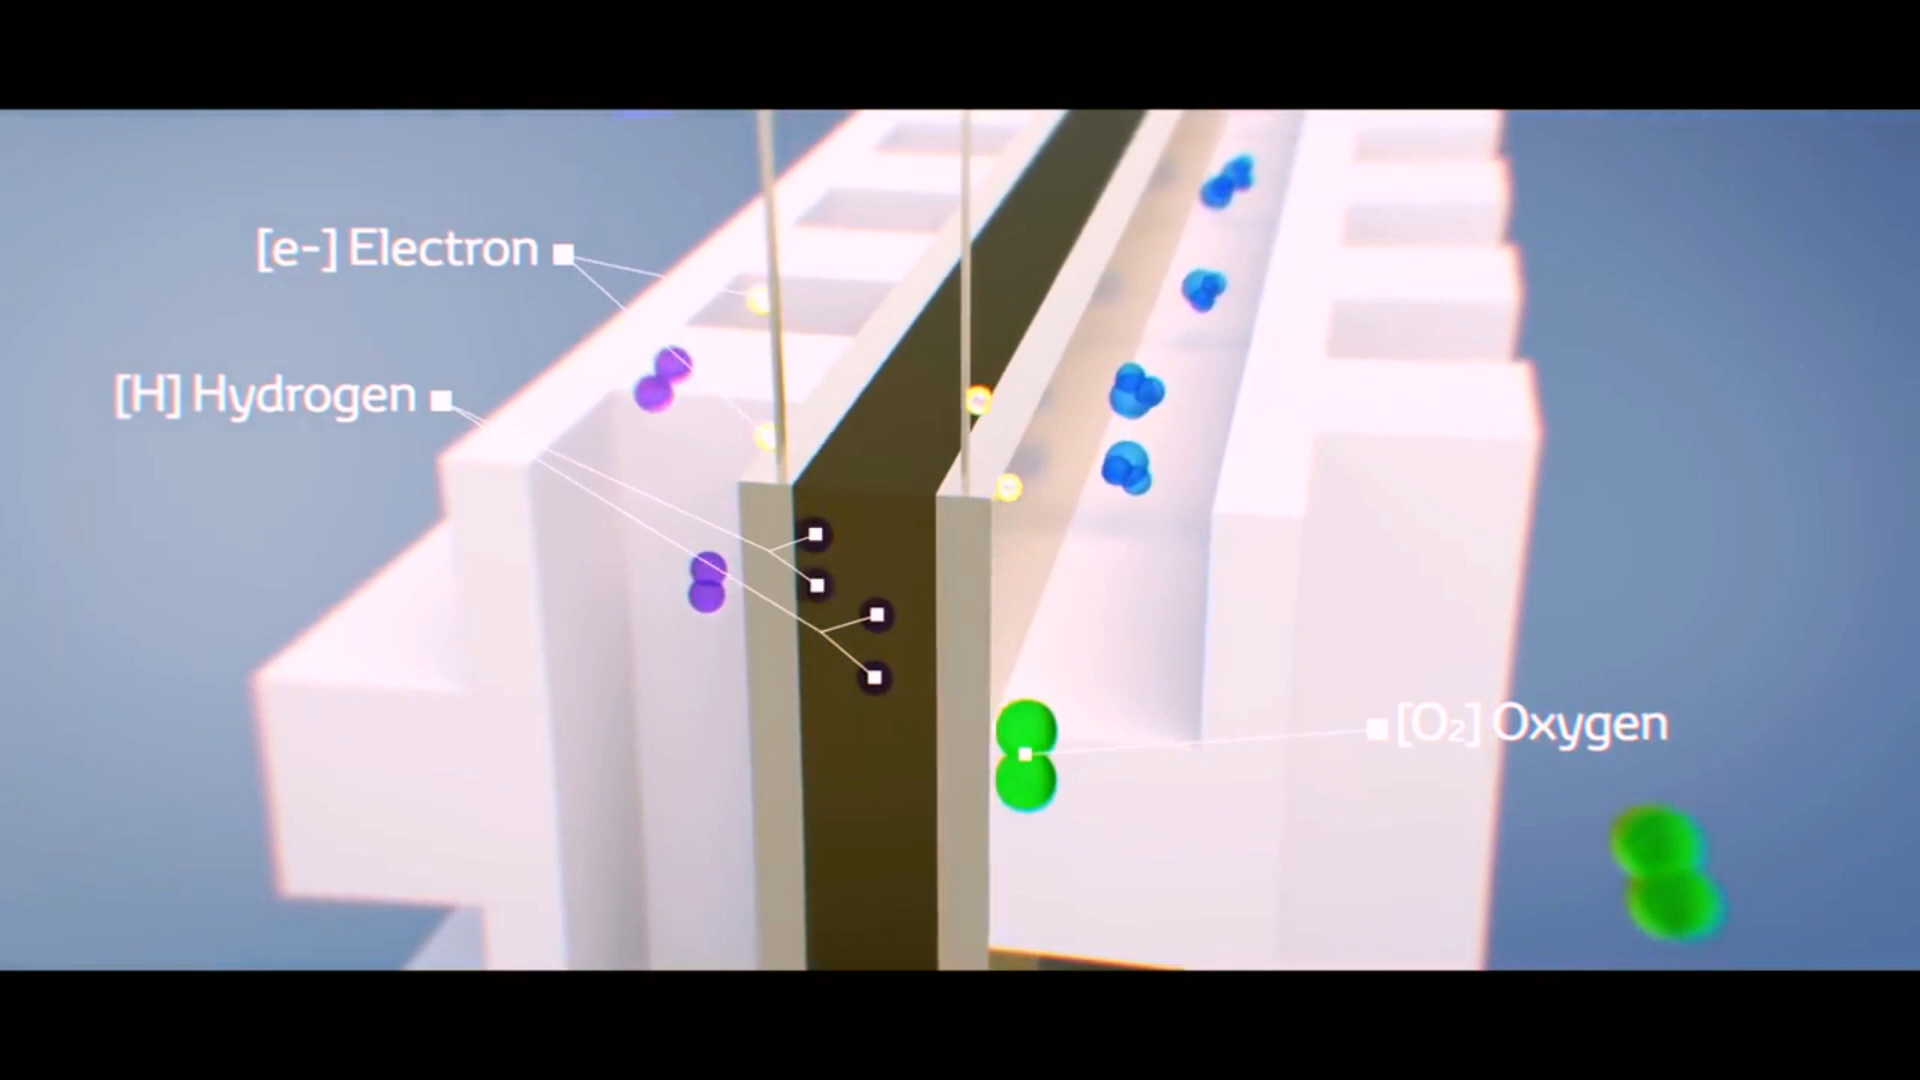 [e-] Electron
[H] Hydrogen
[O₂] Oxygen